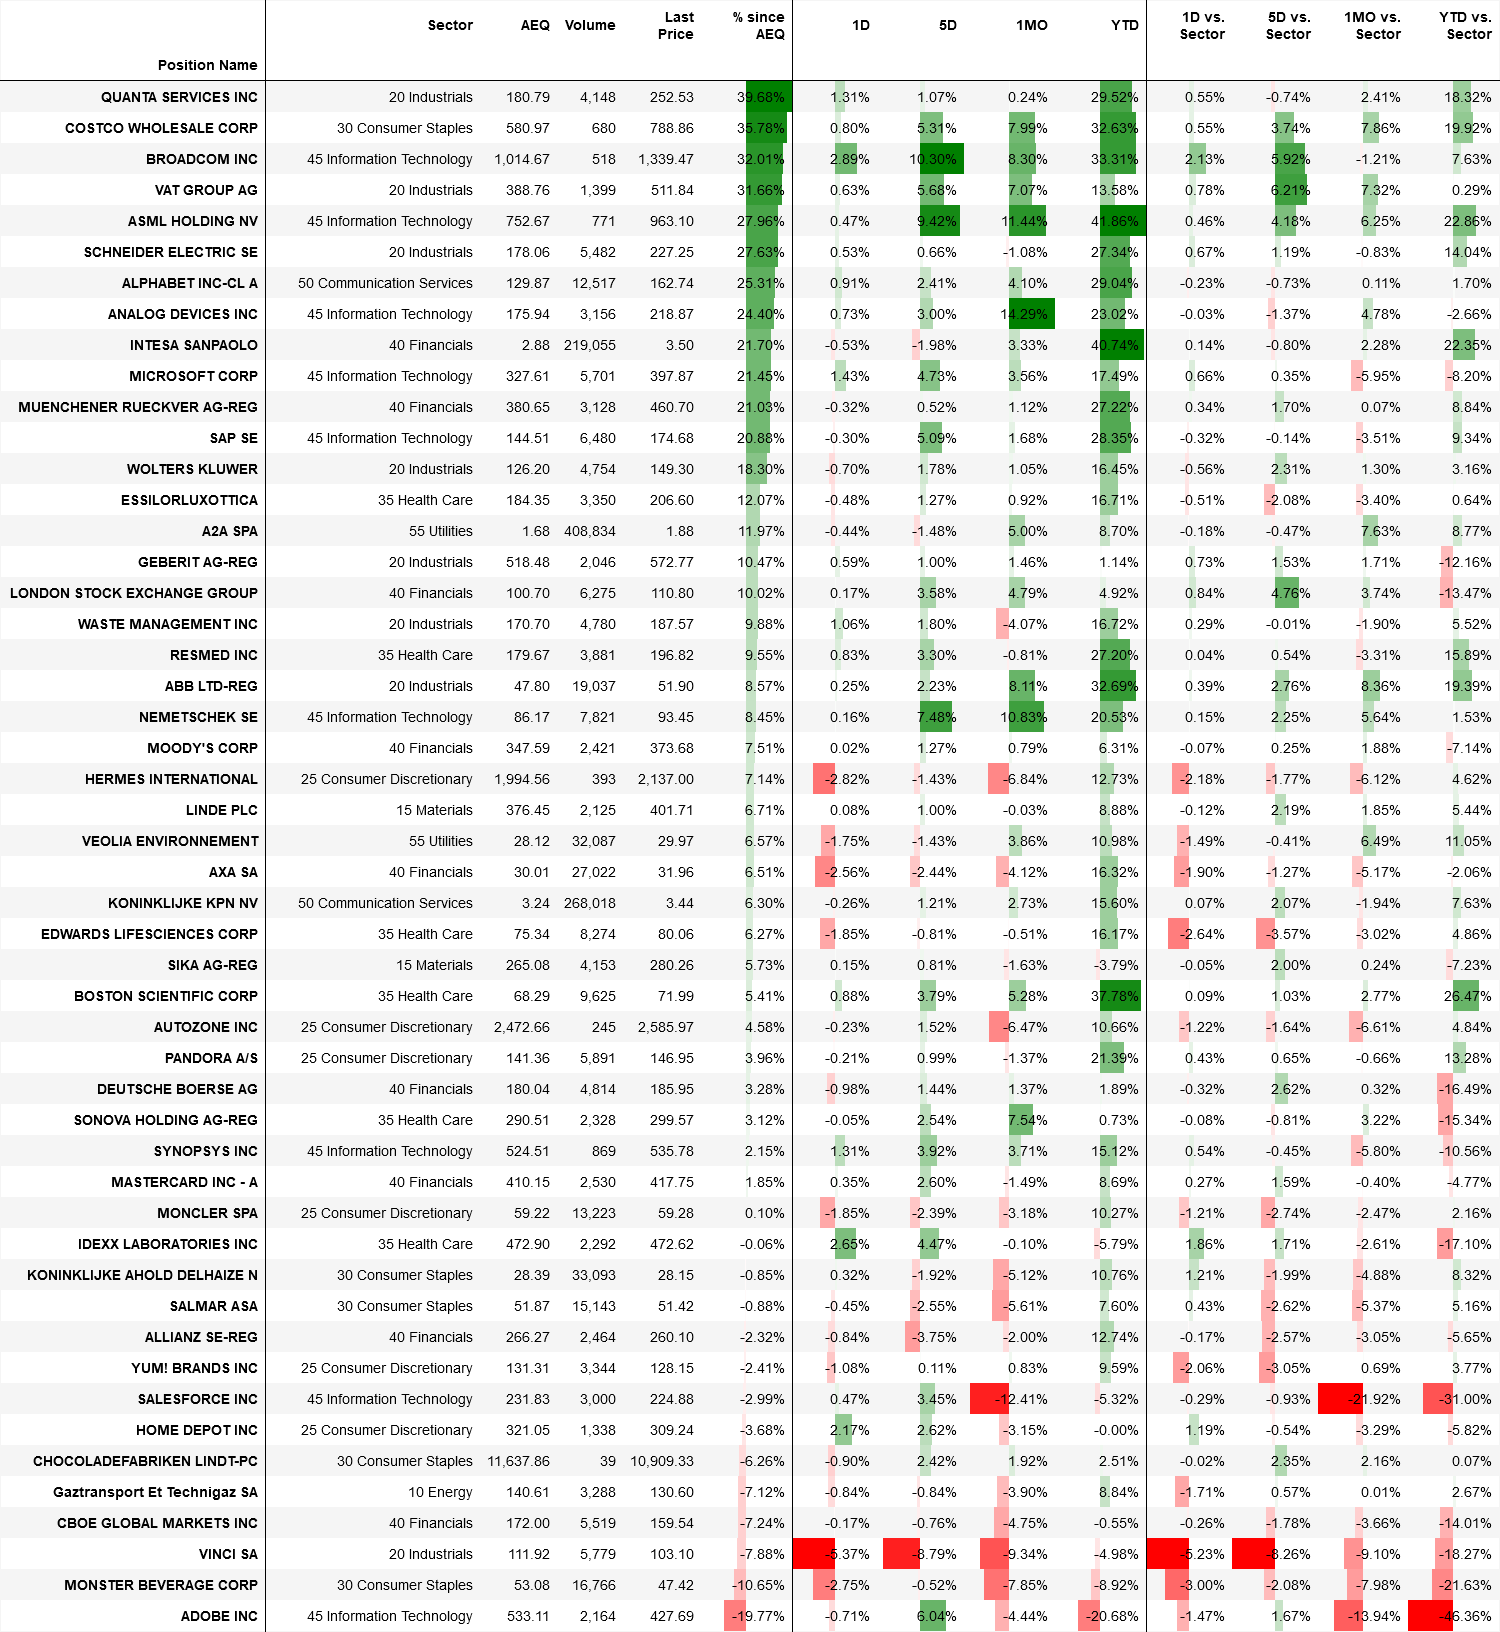 Position Name Sector AEQ Volume Last Price % since AEQ 1D 5D 1MO YTD 1D vs. Sector 5D vs. Sector 1MO vs. Sector YTD vs. Sector
QUANTA SERVICES INC 20 Industrials 180.79 4,148 252.53 39.68% 1.31% 1.07% 0.24% 29.52% 0.55% -0.74% 2.41% 18.32%
COSTCO WHOLESALE CORP 30 Consumer Staples 580.97 680 788.86 35.78% 0.80% 5.31% 7.99% 32.63% 0.55% 3.74% 7.86% 19.92%
BROADCOM INC 45 Information Technology 1,014.67 518 1,339.47 32.01% 2.89% 10.30% 8.30% 33.31% 2.13% 5.92% -1.21% 7.63%
VAT GROUP AG 20 Industrials 388.76 1,399 511.84 31.66% 0.63% 5.68% 7.07% 13.58% 0.78% 6.21% 7.32% 0.29%
ASML HOLDING NV 45 Information Technology 752.67 771 963.10 27.96% 0.47% 9.42% 11.44% 41.86% 0.46% 4.18% 6.25% 22.86%
SCHNEIDER ELECTRIC SE 20 Industrials 178.06 5,482 227.25 27.63% 0.53% 0.66% -1.08% 27.34% 0.67% 1.19% -0.83% 14.04%
ALPHABET INC-CL A 50 Communication Services 129.87 12,517 162.74 25.31% 0.91% 2.41% 4.10% 29.04% -0.23% -0.73% 0.11% 1.70%
ANALOG DEVICES INC 45 Information Technology 175.94 3,156 218.87 24.40% 0.73% 3.00% 14.29% 23.02% -0.03% -1.37% 4.78% -2.66%
INTESA SANPAOLO 40 Financials 2.88 219,055 3.50 21.70% -0.53% -1.98% 3.33% 40.74% 0.14% -0.80% 2.28% 22.35%
MICROSOFT CORP 45 Information Technology 327.61 5,701 397.87 21.45% 1.43% 4.73% 3.56% 17.49% 0.66% 0.35% -5.95% -8.20%
MUENCHENER RUECKVER AG-REG 40 Financials 380.65 3,128 460.70 21.03% -0.32% 0.52% 1.12% 27.22% 0.34% 1.70% 0.07% 8.84%
SAP SE 45 Information Technology 144.51 6,480 174.68 20.88% -0.30% 5.09% 1.68% 28.35% -0.32% -0.14% -3.51% 9.34%
WOLTERS KLUWER 20 Industrials 126.20 4,754 149.30 18.30% -0.70% 1.78% 1.05% 16.45% -0.56% 2.31% 1.30% 3.16%
ESSILORLUXOTTICA 35 Health Care 184.35 3,350 206.60 12.07% -0.48% 1.27% 0.92% 16.71% -0.51% -2.08% -3.40% 0.64%
A2A SPA 55 Utilities 1.68 408,834 1.88 11.97% -0.44% -1.48% 5.00% 8.70% -0.18% -0.47% 7.63% 8.77%
GEBERIT AG-REG 20 Industrials 518.48 2,046 572.77 10.47% 0.59% 1.00% 1.46% 1.14% 0.73% 1.53% 1.71% -12.16%
LONDON STOCK EXCHANGE GROUP 40 Financials 100.70 6,275 110.80 10.02% 0.17% 3.58% 4.79% 4.92% 0.84% 4.76% 3.74% -13.47%
WASTE MANAGEMENT INC 20 Industrials 170.70 4,780 187.57 9.88% 1.06% 1.80% -4.07% 16.72% 0.29% -0.01% -1.90% 5.52%
RESMED INC 35 Health Care 179.67 3,881 196.82 9.55% 0.83% 3.30% -0.81% 27.20% 0.04% 0.54% -3.31% 15.89%
ABB LTD-REG 20 Industrials 47.80 19,037 51.90 8.57% 0.25% 2.23% 8.11% 32.69% 0.39% 2.76% 8.36% 19.39%
NEMETSCHEK SE 45 Information Technology 86.17 7,821 93.45 8.45% 0.16% 7.48% 10.83% 20.53% 0.15% 2.25% 5.64% 1.53%
MOODY'S CORP 40 Financials 347.59 2,421 373.68 7.51% 0.02% 1.27% 0.79% 6.31% -0.07% 0.25% 1.88% -7.14%
HERMES INTERNATIONAL 25 Consumer Discretionary 1,994.56 393 2,137.00 7.14% -2.82% -1.43% -6.84% 12.73% -2.18% -1.77% -6.12% 4.62%
LINDE PLC 15 Materials 376.45 2,125 401.71 6.71% 0.08% 1.00% -0.03% 8.88% -0.12% 2.19% 1.85% 5.44%
VEOLIA ENVIRONNEMENT 55 Utilities 28.12 32,087 29.97 6.57% -1.75% -1.43% 3.86% 10.98% -1.49% -0.41% 6.49% 11.05%
AXA SA 40 Financials 30.01 27,022 31.96 6.51% -2.56% -2.44% -4.12% 16.32% -1.90% -1.27% -5.17% -2.06%
KONINKLIJKE KPN NV 50 Communication Services 3.24 268,018 3.44 6.30% -0.26% 1.21% 2.73% 15.60% 0.07% 2.07% -1.94% 7.63%
EDWARDS LIFESCIENCES CORP 35 Health Care 75.34 8,274 80.06 6.27% -1.85% -0.81% -0.51% 16.17% -2.64% -3.57% -3.02% 4.86%
SIKA AG-REG 15 Materials 265.08 4,153 280.26 5.73% 0.15% 0.81% -1.63% -3.79% -0.05% 2.00% 0.24% -7.23%
BOSTON SCIENTIFIC CORP 35 Health Care 68.29 9,625 71.99 5.41% 0.88% 3.79% 5.28% 37.78% 0.09% 1.03% 2.77% 26.47%
AUTOZONE INC 25 Consumer Discretionary 2,472.66 245 2,585.97 4.58% -0.23% 1.52% -6.47% 10.66% -1.22% -1.64% -6.61% 4.84%
PANDORA A/S 25 Consumer Discretionary 141.36 5,891 146.95 3.96% -0.21% 0.99% -1.37% 21.39% 0.43% 0.65% -0.66% 13.28%
DEUTSCHE BOERSE AG 40 Financials 180.04 4,814 185.95 3.28% -0.98% 1.44% 1.37% 1.89% -0.32% 2.62% 0.32% -16.49%
SONOVA HOLDING AG-REG 35 Health Care 290.51 2,328 299.57 3.12% -0.05% 2.54% 7.54% 0.73% -0.08% -0.81% 3.22% -15.34%
SYNOPSYS INC 45 Information Technology 524.51 869 535.78 2.15% 1.31% 3.92% 3.71% 15.12% 0.54% -0.45% -5.80% -10.56%
MASTERCARD INC - A 40 Financials 410.15 2,530 417.75 1.85% 0.35% 2.60% -1.49% 8.69% 0.27% 1.59% -0.40% -4.77%
MONCLER SPA 25 Consumer Discretionary 59.22 13,223 59.28 0.10% -1.85% -2.39% -3.18% 10.27% -1.21% -2.74% -2.47% 2.16%
IDEXX LABORATORIES INC 35 Health Care 472.90 2,292 472.62 -0.06% 2.65% 4.47% -0.10% -5.79% 1.86% 1.71% -2.61% -17.10%
KONINKLIJKE AHOLD DELHAIZE N 30 Consumer Staples 28.39 33,093 28.15 -0.85% 0.32% -1.92% -5.12% 10.76% 1.21% -1.99% -4.88% 8.32%
SALMAR ASA 30 Consumer Staples 51.87 15,143 51.42 -0.88% -0.45% -2.55% -5.61% 7.60% 0.43% -2.62% -5.37% 5.16%
ALLIANZ SE-REG 40 Financials 266.27 2,464 260.10 -2.32% -0.84% -3.75% -2.00% 12.74% -0.17% -2.57% -3.05% -5.65%
YUM! BRANDS INC 25 Consumer Discretionary 131.31 3,344 128.15 -2.41% -1.08% 0.11% 0.83% 9.59% -2.06% -3.05% 0.69% 3.77%
SALESFORCE INC 45 Information Technology 231.83 3,000 224.88 -2.99% 0.47% 3.45% -12.41% -5.32% -0.29% -0.93% -21.92% -31.00%
HOME DEPOT INC 25 Consumer Discretionary 321.05 1,338 309.24 -3.68% 2.17% 2.62% -3.15% -0.00% 1.19% -0.54% -3.29% -5.82%
CHOCOLADEFABRIKEN LINDT-PC 30 Consumer Staples 11,637.86 39 10,909.33 -6.26% -0.90% 2.42% 1.92% 2.51% -0.02% 2.35% 2.16% 0.07%
Gaztransport Et Technigaz SA 10 Energy 140.61 3,288 130.60 -7.12% -0.84% -0.84% -3.90% 8.84% -1.71% 0.57% 0.01% 2.67%
CBOE GLOBAL MARKETS INC 40 Financials 172.00 5,519 159.54 -7.24% -0.17% -0.76% -4.75% -0.55% -0.26% -1.78% -3.66% -14.01%
VINCI SA 20 Industrials 111.92 5,779 103.10 -7.88% -5.37% -8.79% -9.34% -4.98% -5.23% -8.26% -9.10% -18.27%
MONSTER BEVERAGE CORP 30 Consumer Staples 53.08 16,766 47.42 -10.65% -2.75% -0.52% -7.85% -8.92% -3.00% -2.08% -7.98% -21.63%
ADOBE INC 45 Information Technology 533.11 2,164 427.69 -19.77% -0.71% 6.04% -4.44% -20.68% -1.47% 1.67% -13.94% -46.36%